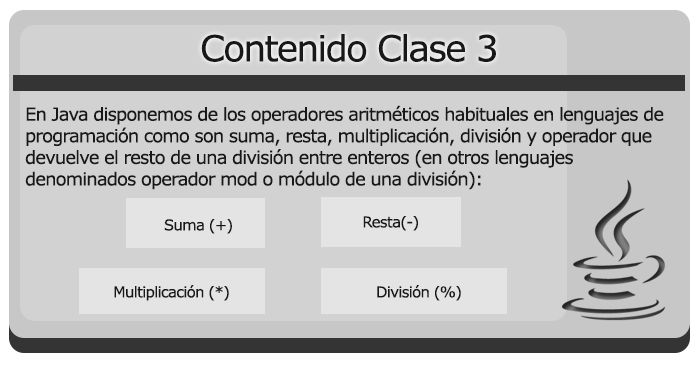 Contenido Clase 3
En Java disponemos de los operadores aritméticos habituales en lenguajes de
programación como son suma, resta, multiplicación, división y operador que
devuelve el resto de una división entre enteros (en otros lenguajes
denominados operador mod o módulo de una división):
Suma (+)
Resta(-)
Multiplicación (*)
División (%)